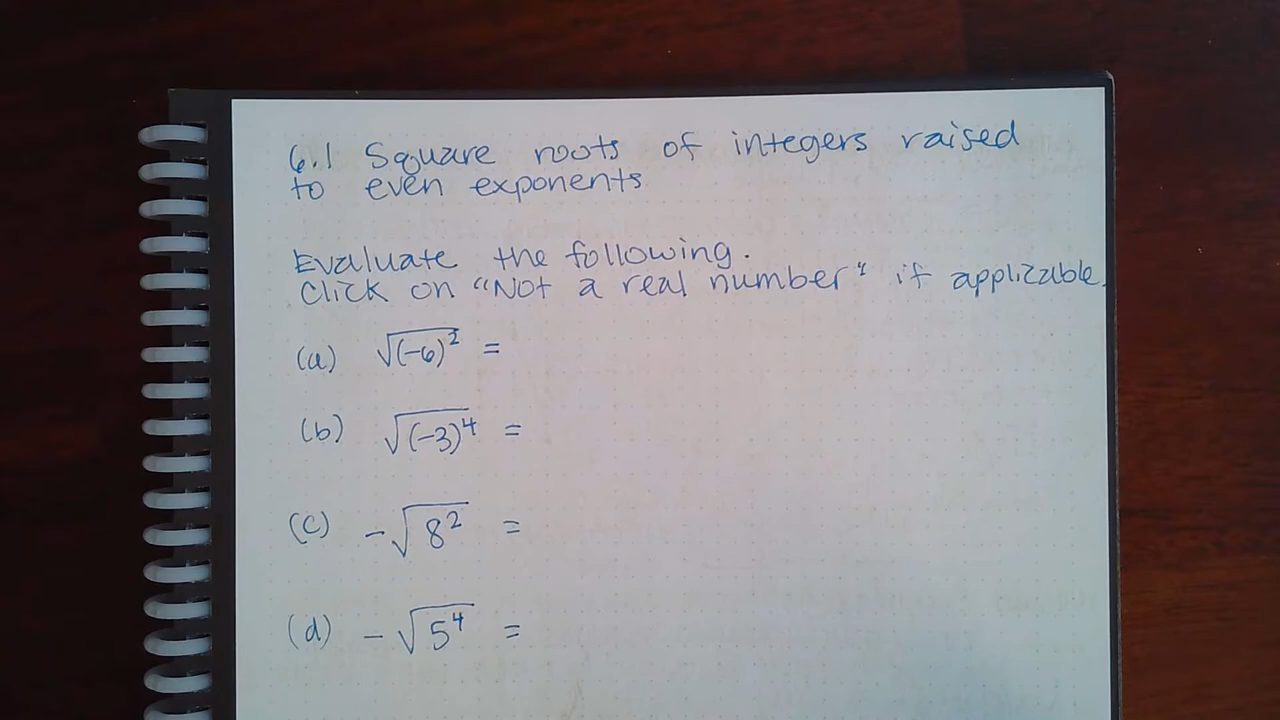 6.1 Square roots of integers raised
to even exponents
Evaluate the following.
Click on "Not a real number" if applicable.
(a) √(-6)² =
(b) √(-3)⁴ =
(c) -√8² =
(d) -√5⁴ =